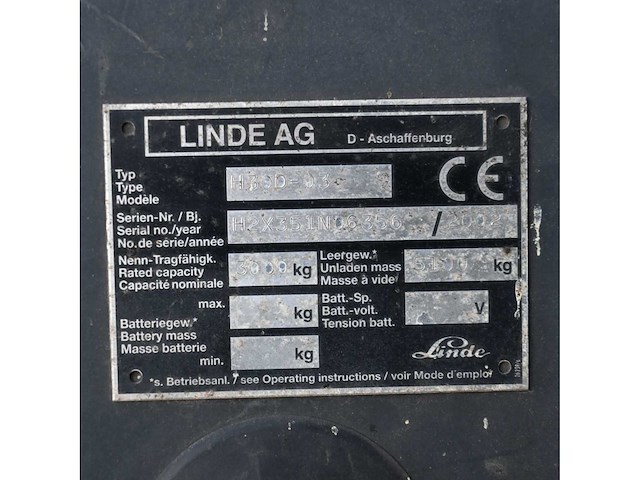 LINDE AG D - Aschaffenburg
Typ
Type
Modèle
CE
Serien-Nr. / Bj.
Serial no./year
No.de série/année
H2X351N06356 /
Nenn-Tragfähigk.
Rated capacity
Capacité nominale
kg
Leergew.*
Unladen mass
Masse à vide
kg
max.
kg
Batt.-Sp.
Batt.-volt.
Tension batt.
V
Batteriegew.*
Battery mass
Masse batterie
min.
kg
Linde
*s. Betriebsanl. / see Operating instructions / voir Mode d'emploi